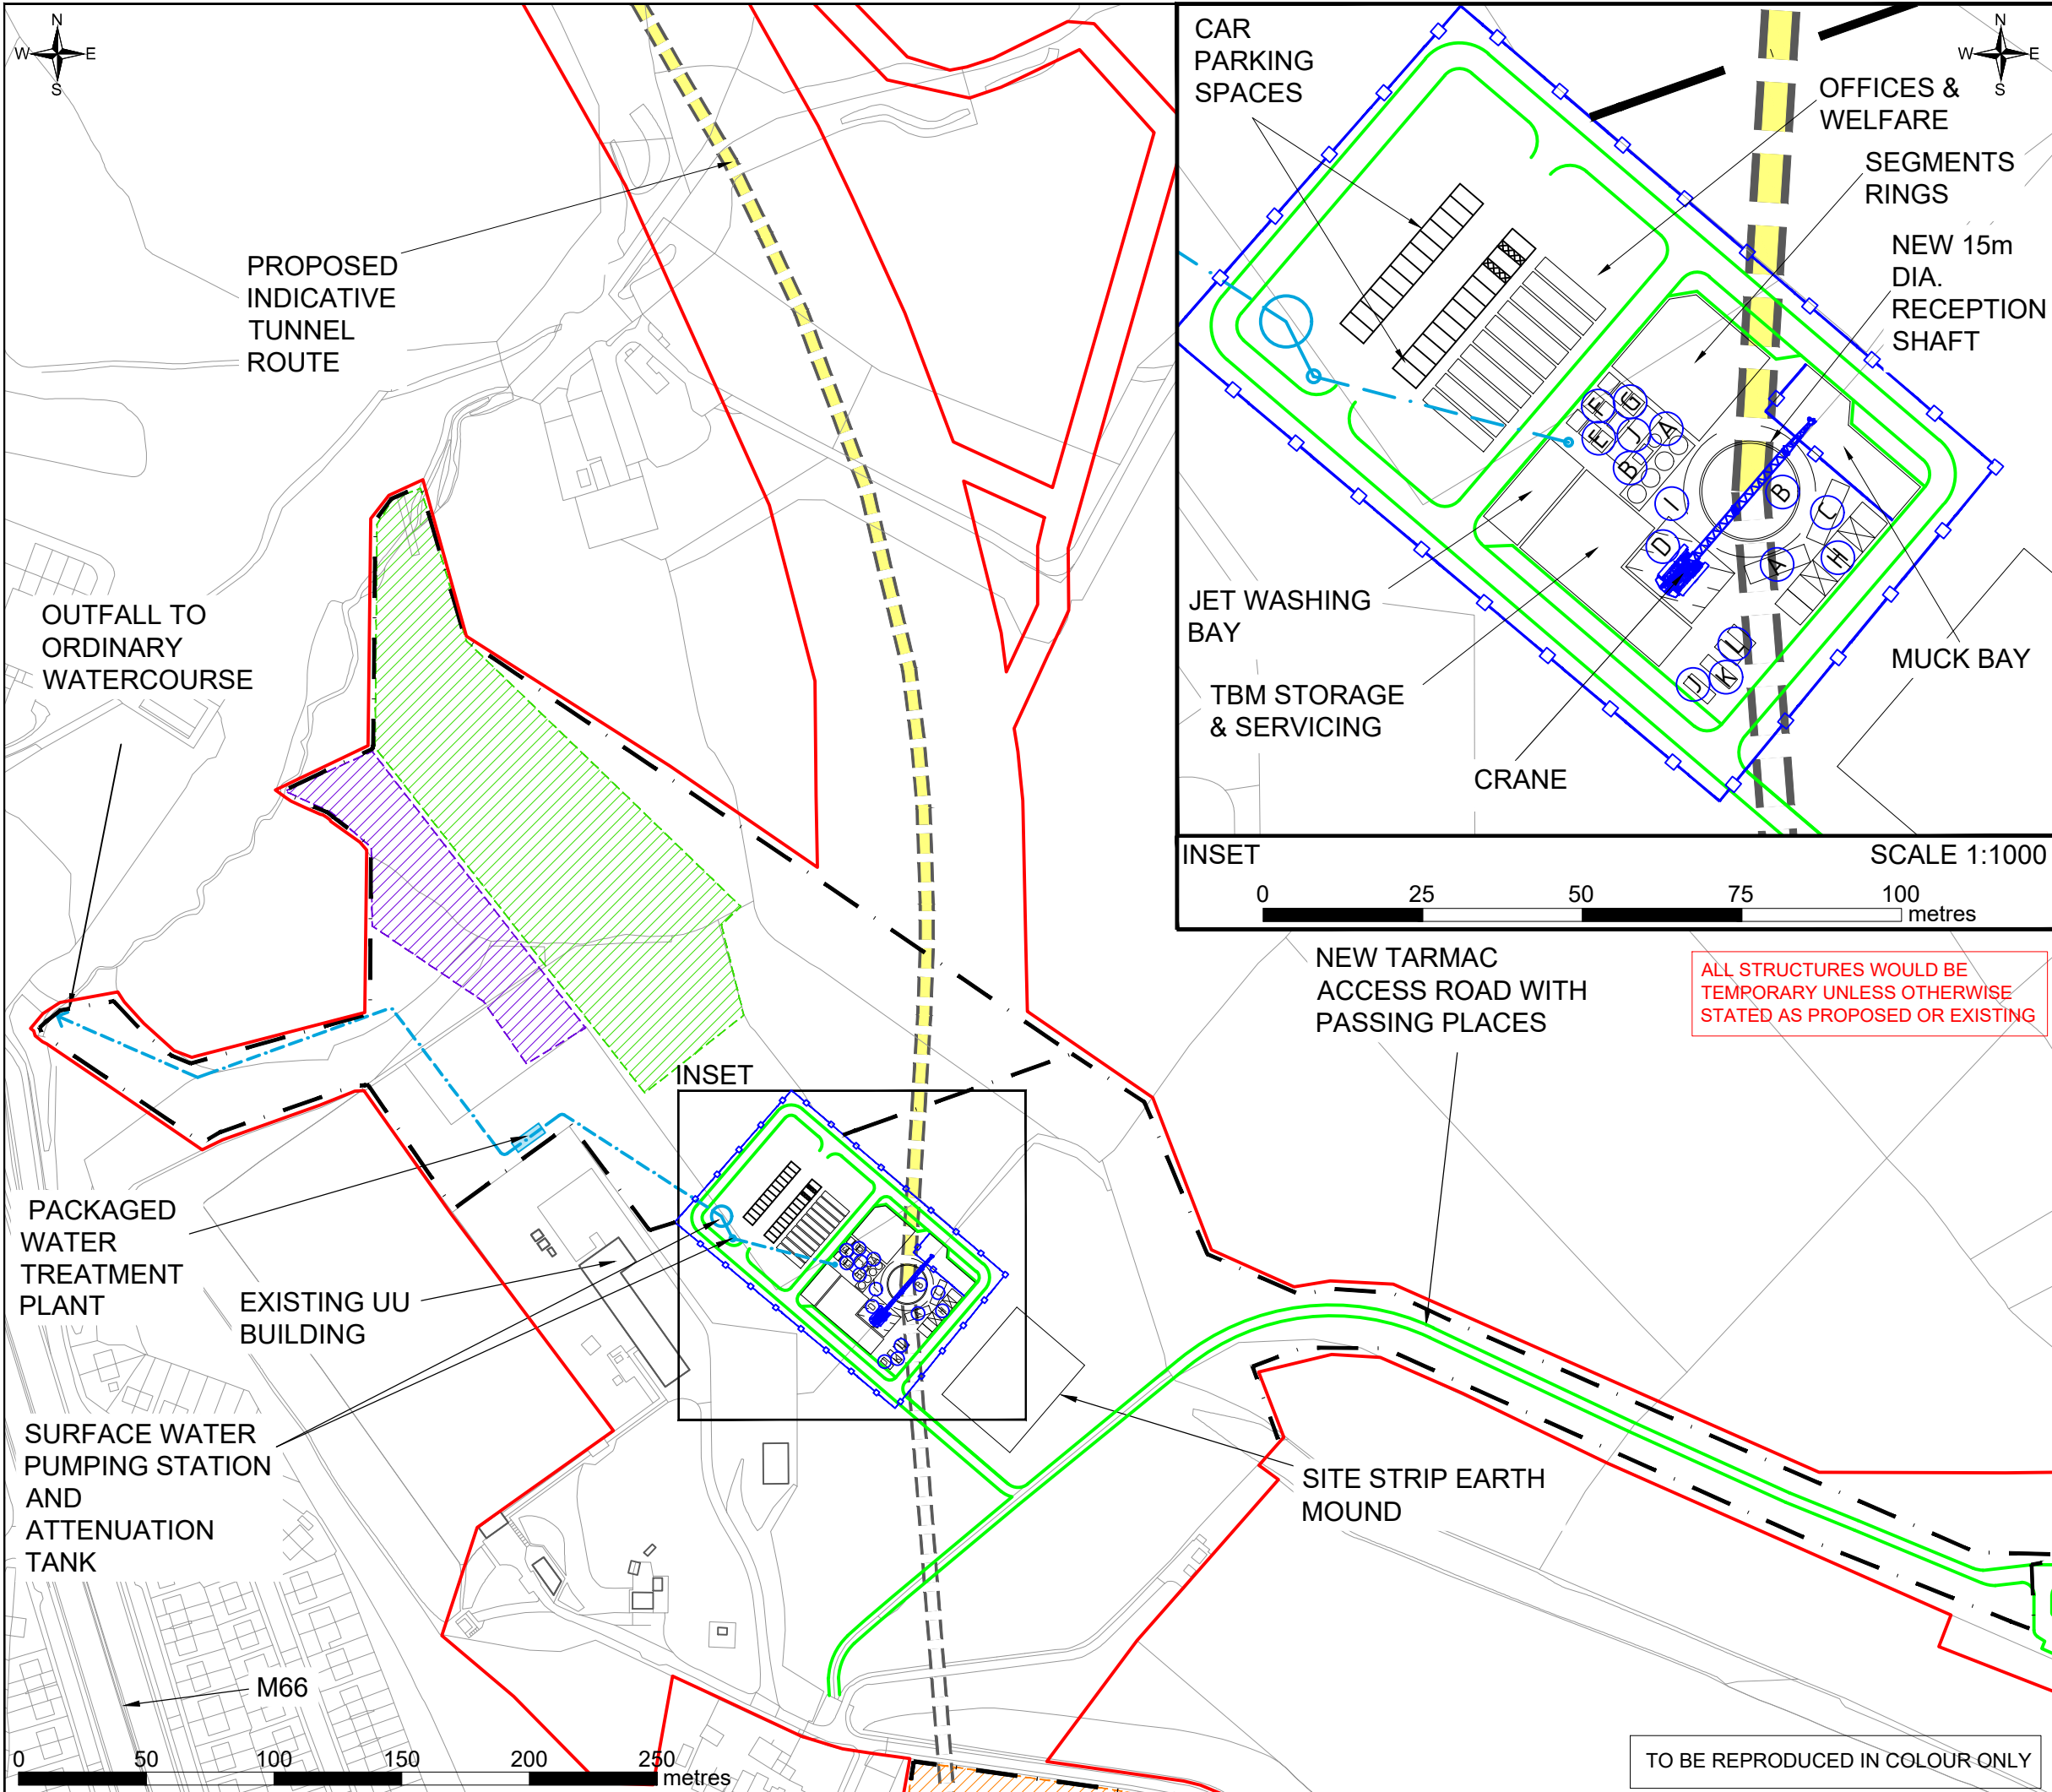 N
W E
S
PROPOSED
INDICATIVE
TUNNEL
ROUTE
OUTFALL TO
ORDINARY
WATERCOURSE
PACKAGED
WATER
TREATMENT
PLANT
EXISTING UU
BUILDING
SURFACE WATER
PUMPING STATION
AND
ATTENUATION
TANK
M66
0 50 100 150 200 250
metres
INSET
CAR
PARKING
SPACES
N
W E
S
OFFICES &
WELFARE
SEGMENTS
RINGS
NEW 15m
DIA.
RECEPTION
SHAFT
F G
E J A
B
I
D
B
C
A
H
L
J K
JET WASHING
BAY
TBM STORAGE
& SERVICING
CRANE
MUCK BAY
INSET SCALE 1:1000
0 25 50 75 100
metres
NEW TARMAC
ACCESS ROAD WITH
PASSING PLACES
ALL STRUCTURES WOULD BE
TEMPORARY UNLESS OTHERWISE
STATED AS PROPOSED OR EXISTING
SITE STRIP EARTH
MOUND
TO BE REPRODUCED IN COLOUR ONLY